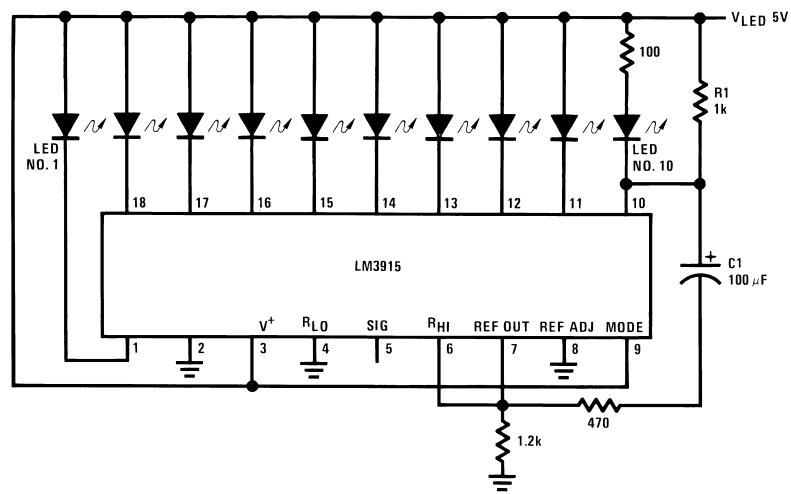 V LED 5V
100
R1
1k
LED
NO. 1
LED
NO. 10
18 17 16 15 14 13 12 11 10
LM3915
C1
100 μF
V+ RLO SIG RHI REF OUT REF ADJ MODE
1 2 3 4 5 6 7 8 9
470
1.2k